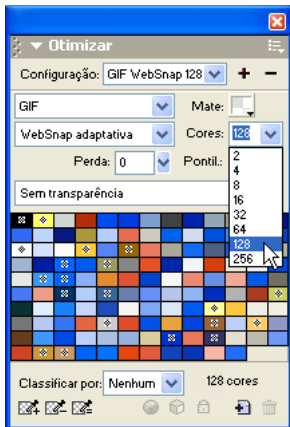 Otimizar
Configuração: GIF WebSnap 128
GIF Mate:
WebSnap adaptativa Cores: 128
Perda: 0 Pontil.:
2
4
8
16
32
64
128
256
Sem transparência
Classificar por: Nenhum 128 cores